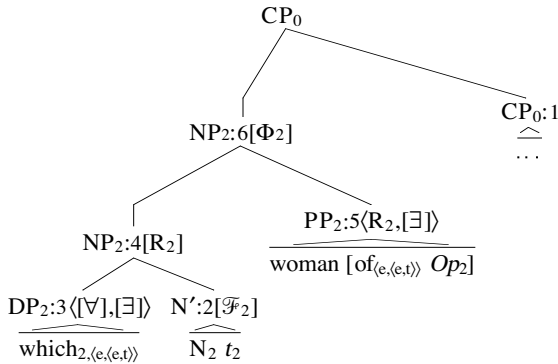 CP₀
CP₀:1
NP₂:6[Φ₂]
...
PP₂:5⟨R₂,[∃]⟩
NP₂:4[R₂]
woman [of⟨e,⟨e,t⟩⟩ Op₂]
DP₂:3⟨[∀],[∃]⟩ N′:2[ℱ₂]
which₂,⟨e,⟨e,t⟩⟩ N₂ t₂